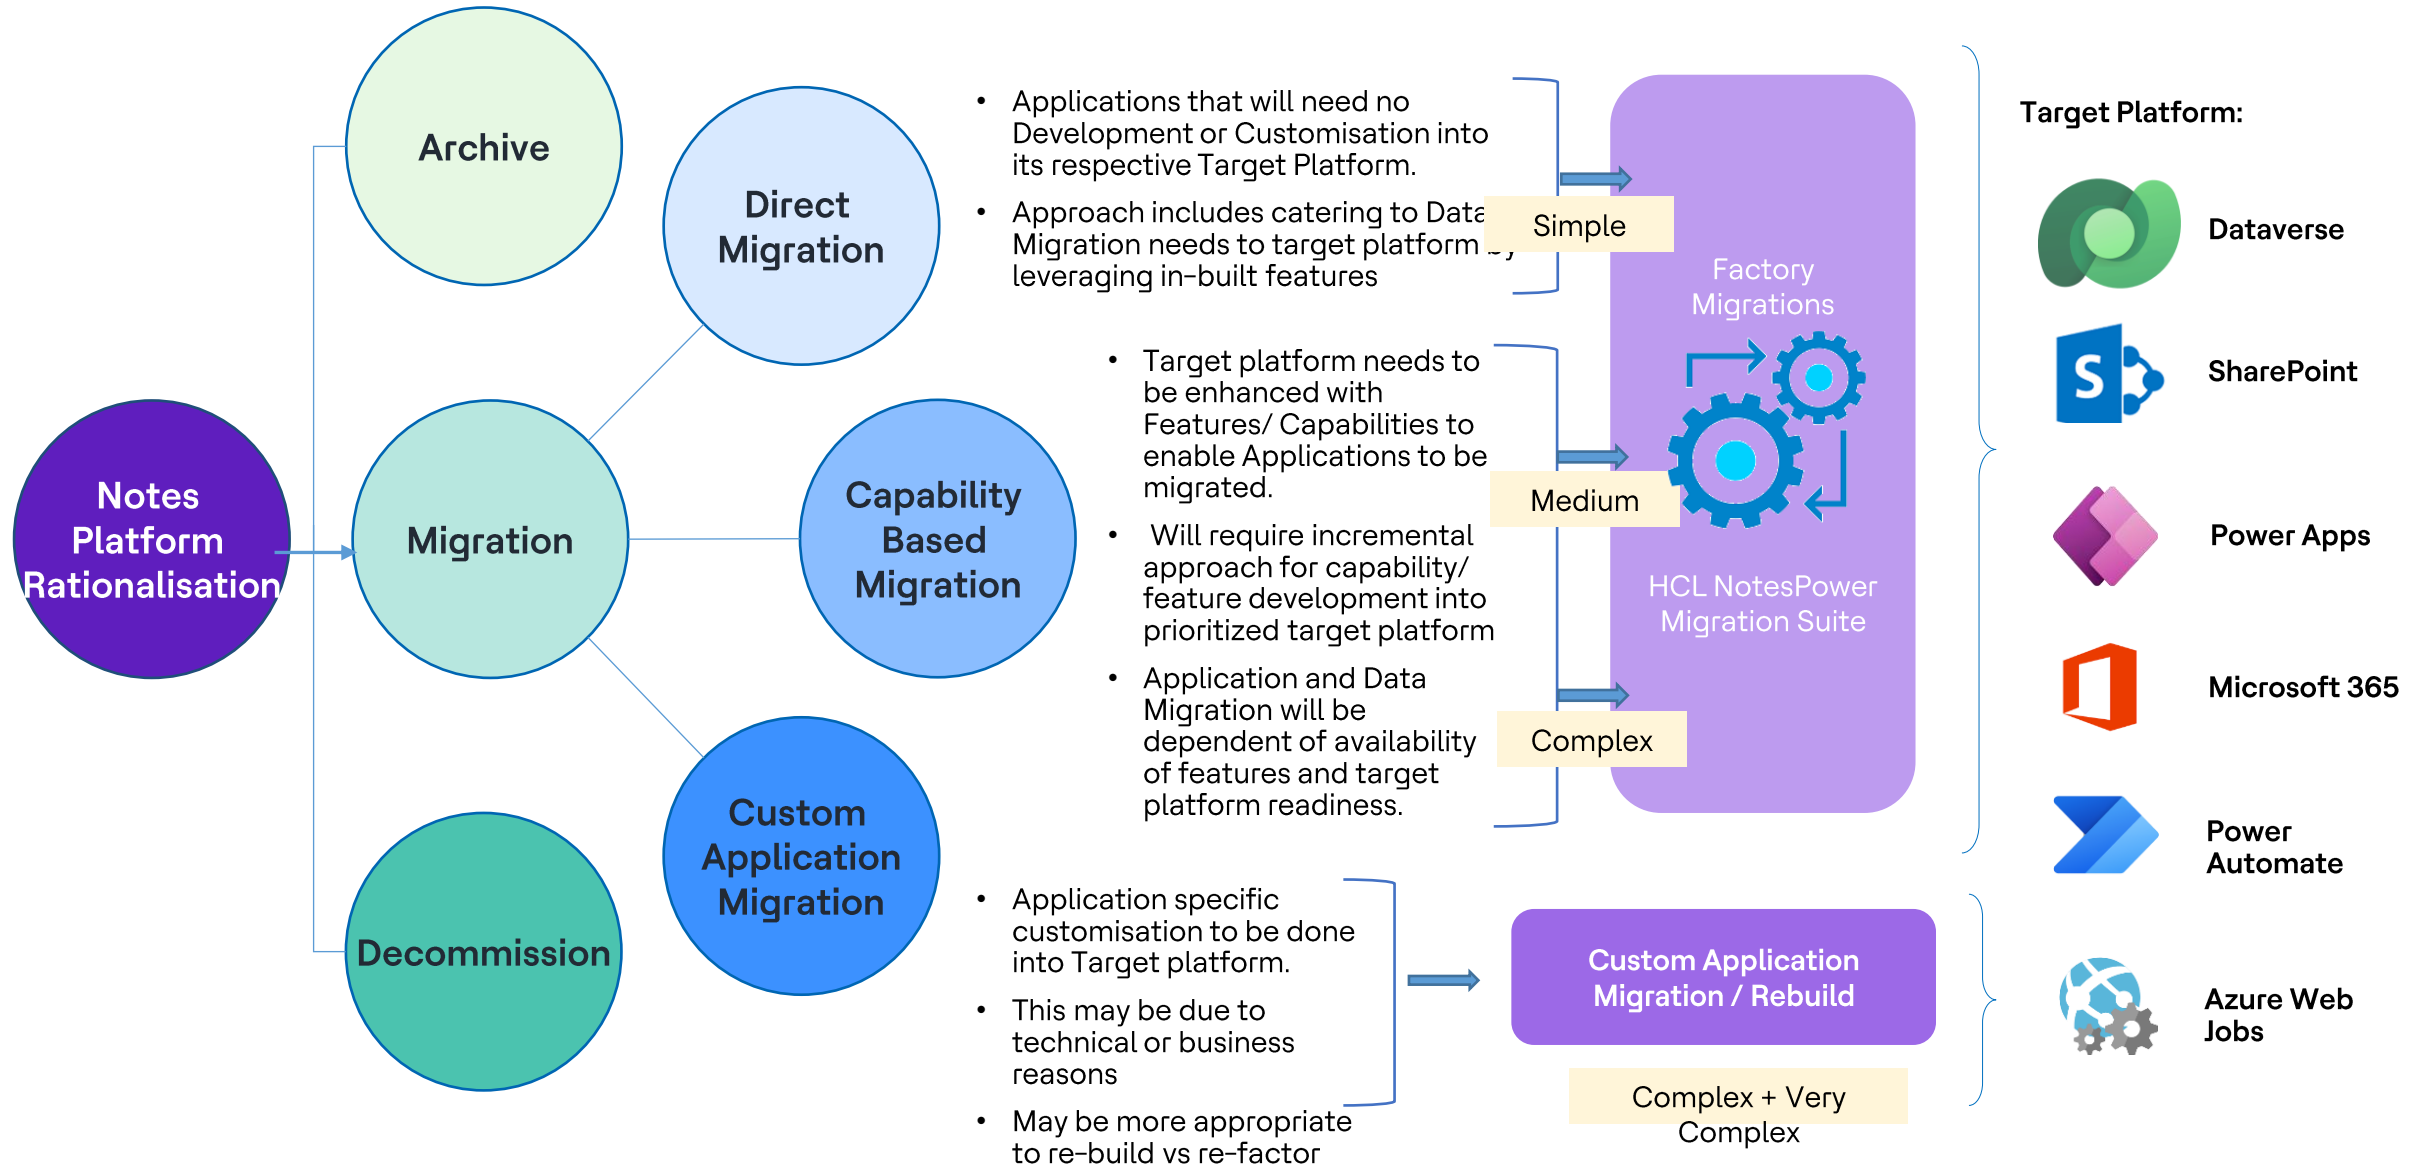 Archive
Direct
Migration
Notes
Platform
Rationalisation
Migration
Capability
Based
Migration
Custom
Application
Migration
Decommission
• Applications that will need no
Development or Customisation into
its respective Target Platform.
• Approach includes catering to Data
Migration needs to target platform by
leveraging in-built features
Simple
• Target platform needs to
be enhanced with
Features/ Capabilities to
enable Applications to be
migrated.
• Will require incremental
approach for capability/
feature development into
prioritized target platform
• Application and Data
Migration will be
dependent of availability
of features and target
platform readiness.
Medium
Complex
• Application specific
customisation to be done
into Target platform.
• This may be due to
technical or business
reasons
• May be more appropriate
to re-build vs re-factor
Factory
Migrations
HCL NotesPower
Migration Suite
Custom Application
Migration / Rebuild
Complex + Very
Complex
Target Platform:
Dataverse
S
SharePoint
Power Apps
Microsoft 365
Power
Automate
Azure Web
Jobs